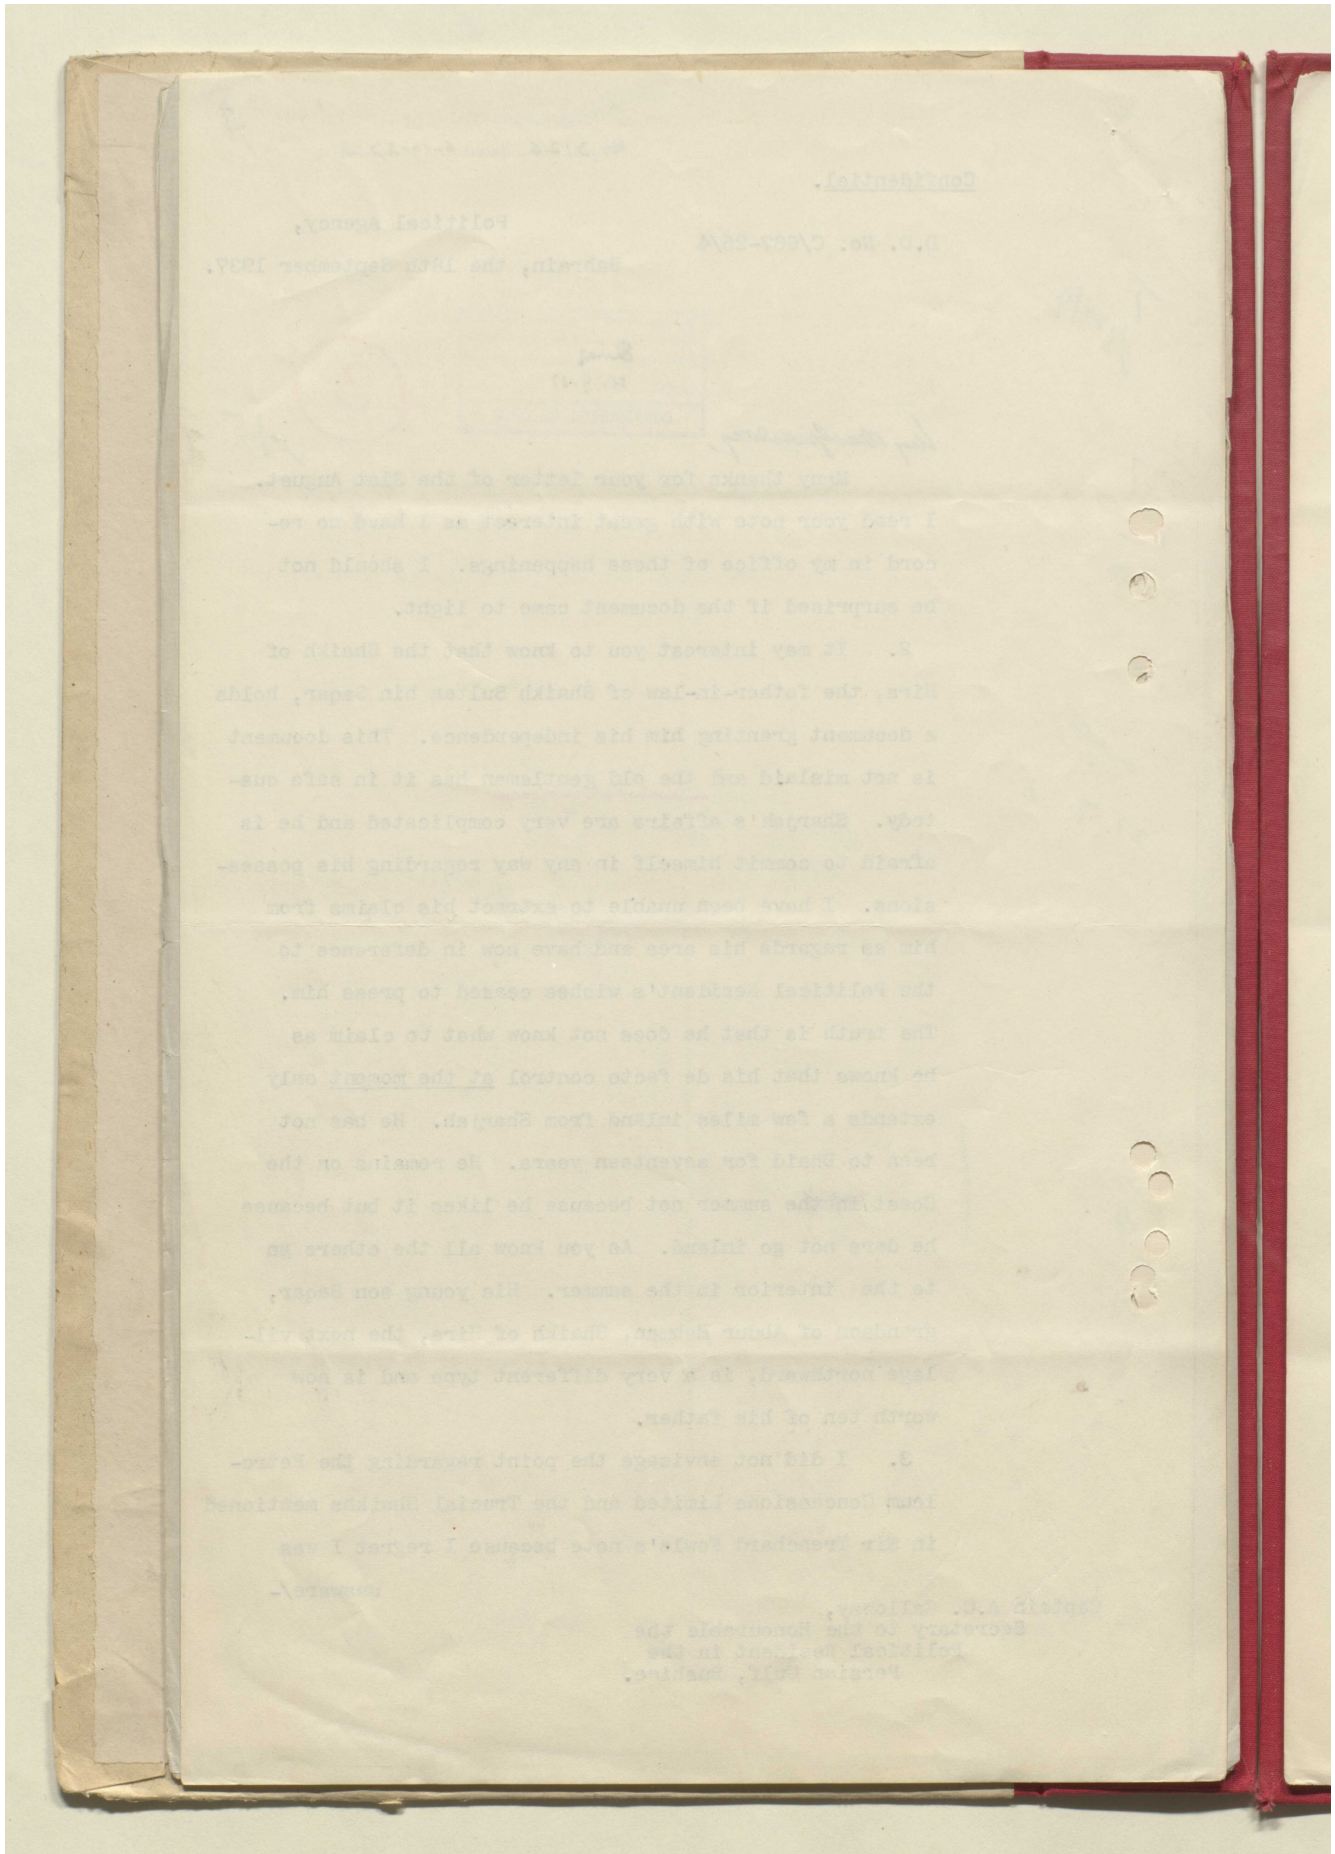 Confidential.
Political Agency,
D.O. No: C/682-26/4
Bahrain, the 18th September 1937.
Many thanks for your letter of the 31st August.
I read your note with great interest as I have no re-
cord in my office of these happenings. I should not
be surprised if the document came to light.
2. It may interest you to know that the Shaikh of
Hira, the father-in-law of Shaikh Sultan bin Saqar, holds
a document granting him his independence. This document
is not mislaid and the old gentleman has it in safe cus-
tody. Sharjah's affairs are very complicated and he is
afraid to commit himself in any way regarding his posses-
sions. I have been unable to extract his claims from
him as regards his area and have now in deference to
the Political Resident's wishes ceased to press him.
The truth is that he does not know what to claim as
he knows that his de facto control at the moment only
extends a few miles inland from Sharjah. He has not
been to Dhaid for seventeen years. He remains on the
Coast/in the summer not because he likes it but because
he dare not go inland. As you know all the others go
to the interior in the summer. His young son Saqar,
grandson of Abdur Rahman, Shaikh of Hira, the next vil-
lage northward, is a very different type and is now
worth ten of his father.
3. I did not envisage the point regarding the Petro-
leum Concessions Limited and the Trucial Shaikhs mentioned
in Sir Trenchard Fowle's note because I regret I was
unaware/-
Captain A.C. Galloway,
Secretary to the Honourable the
Political Resident in the
Persian Gulf, Bushire.